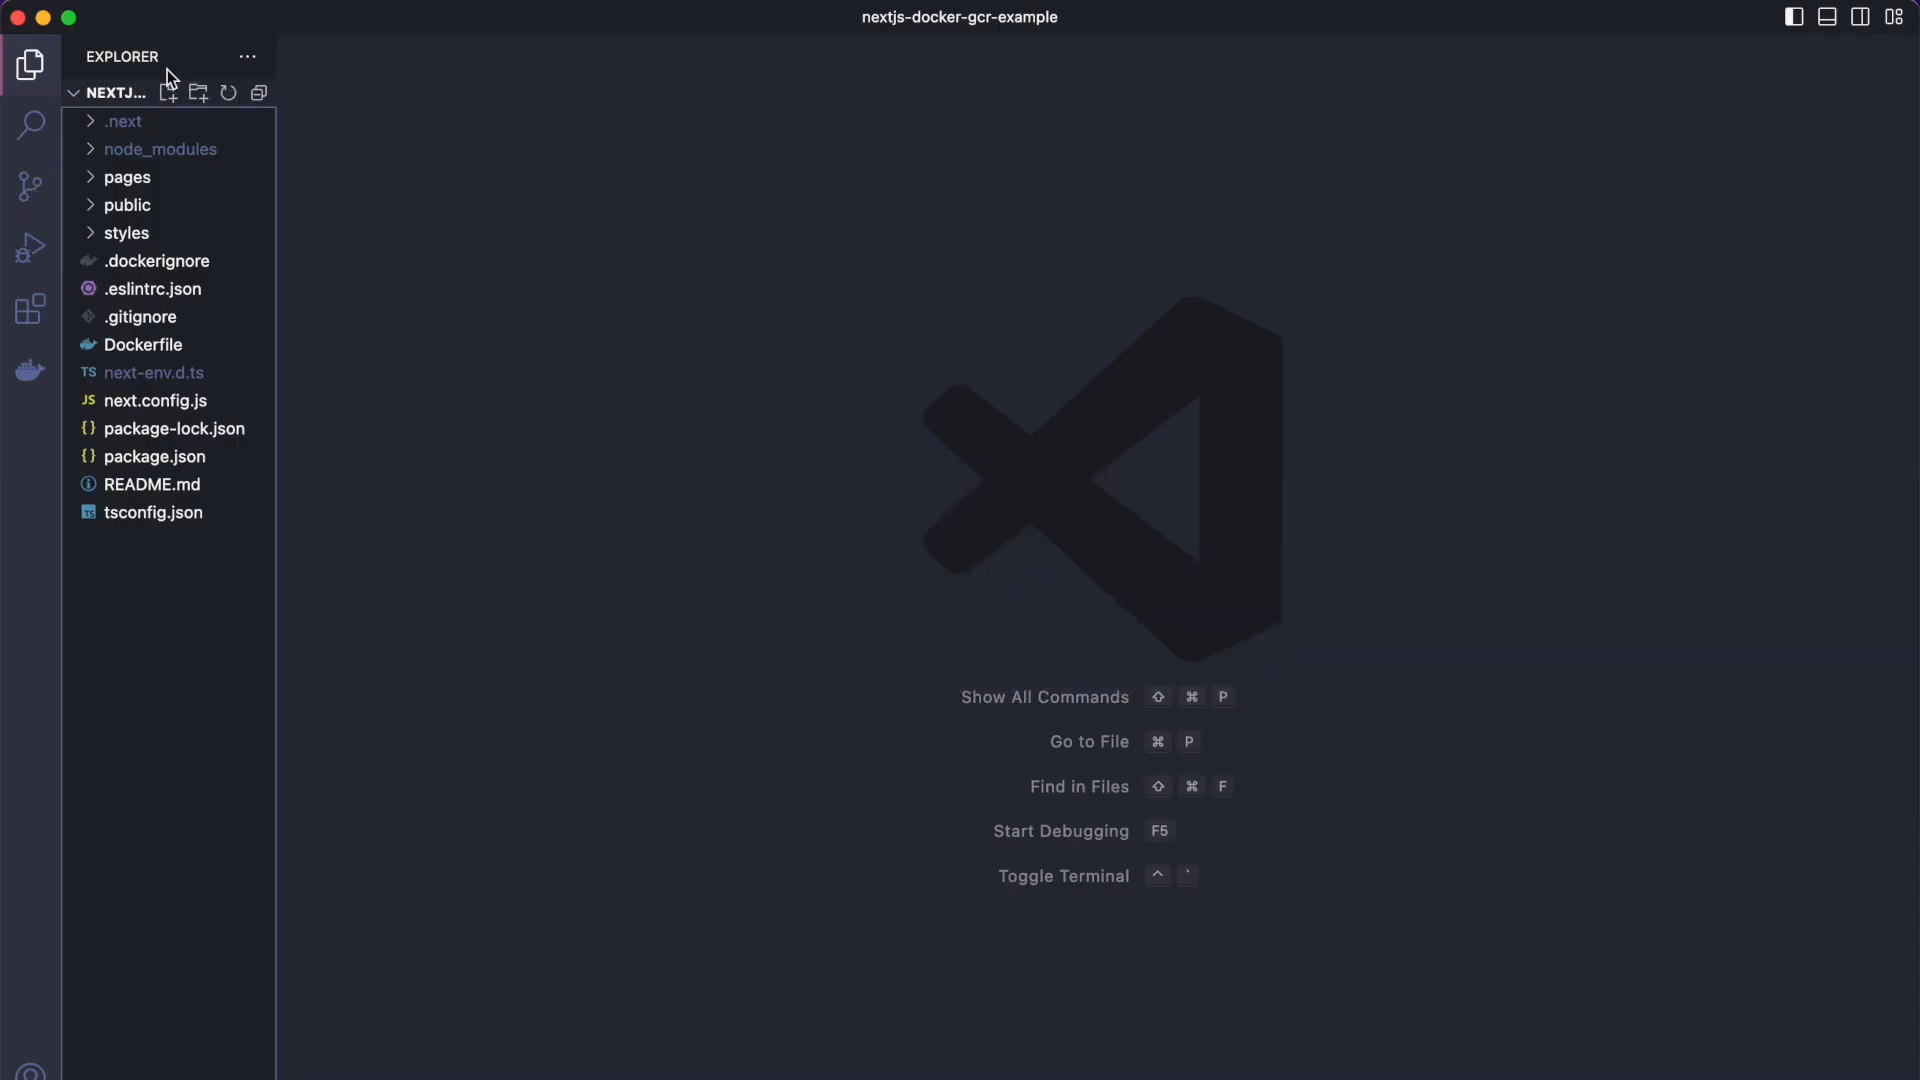 nextjs-docker-gcr-example
EXPLORER
NEXTJ...
.next
node_modules
pages
public
styles
.dockerignore
.eslintrc.json
.gitignore
Dockerfile
TS next-env.d.ts
JS next.config.js
{} package-lock.json
{} package.json
README.md
TS tsconfig.json
Show All Commands ⇧ ⌘ P
Go to File ⌘ P
Find in Files ⇧ ⌘ F
Start Debugging F5
Toggle Terminal ^ `